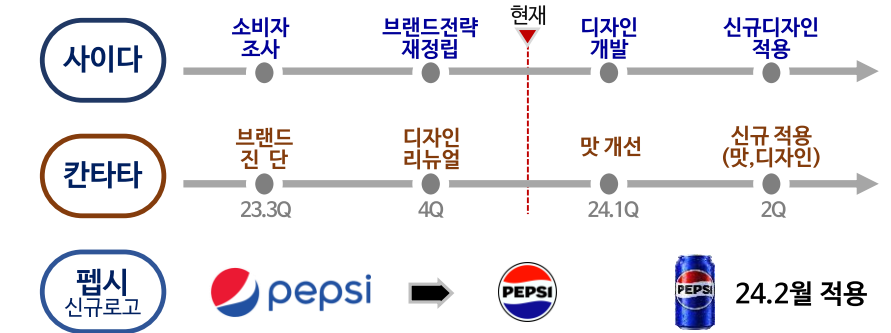 현재
소비자
조사
브랜드전략
재정립
디자인
개발
신규디자인
적용
사이다
브랜드
진 단
디자인
리뉴얼
맛 개선
신규 적용
(맛,디자인)
칸타타
23.3Q
4Q
24.1Q
2Q
펩시
신규로고
pepsi
PEPSI
PEPSI
24.2월 적용